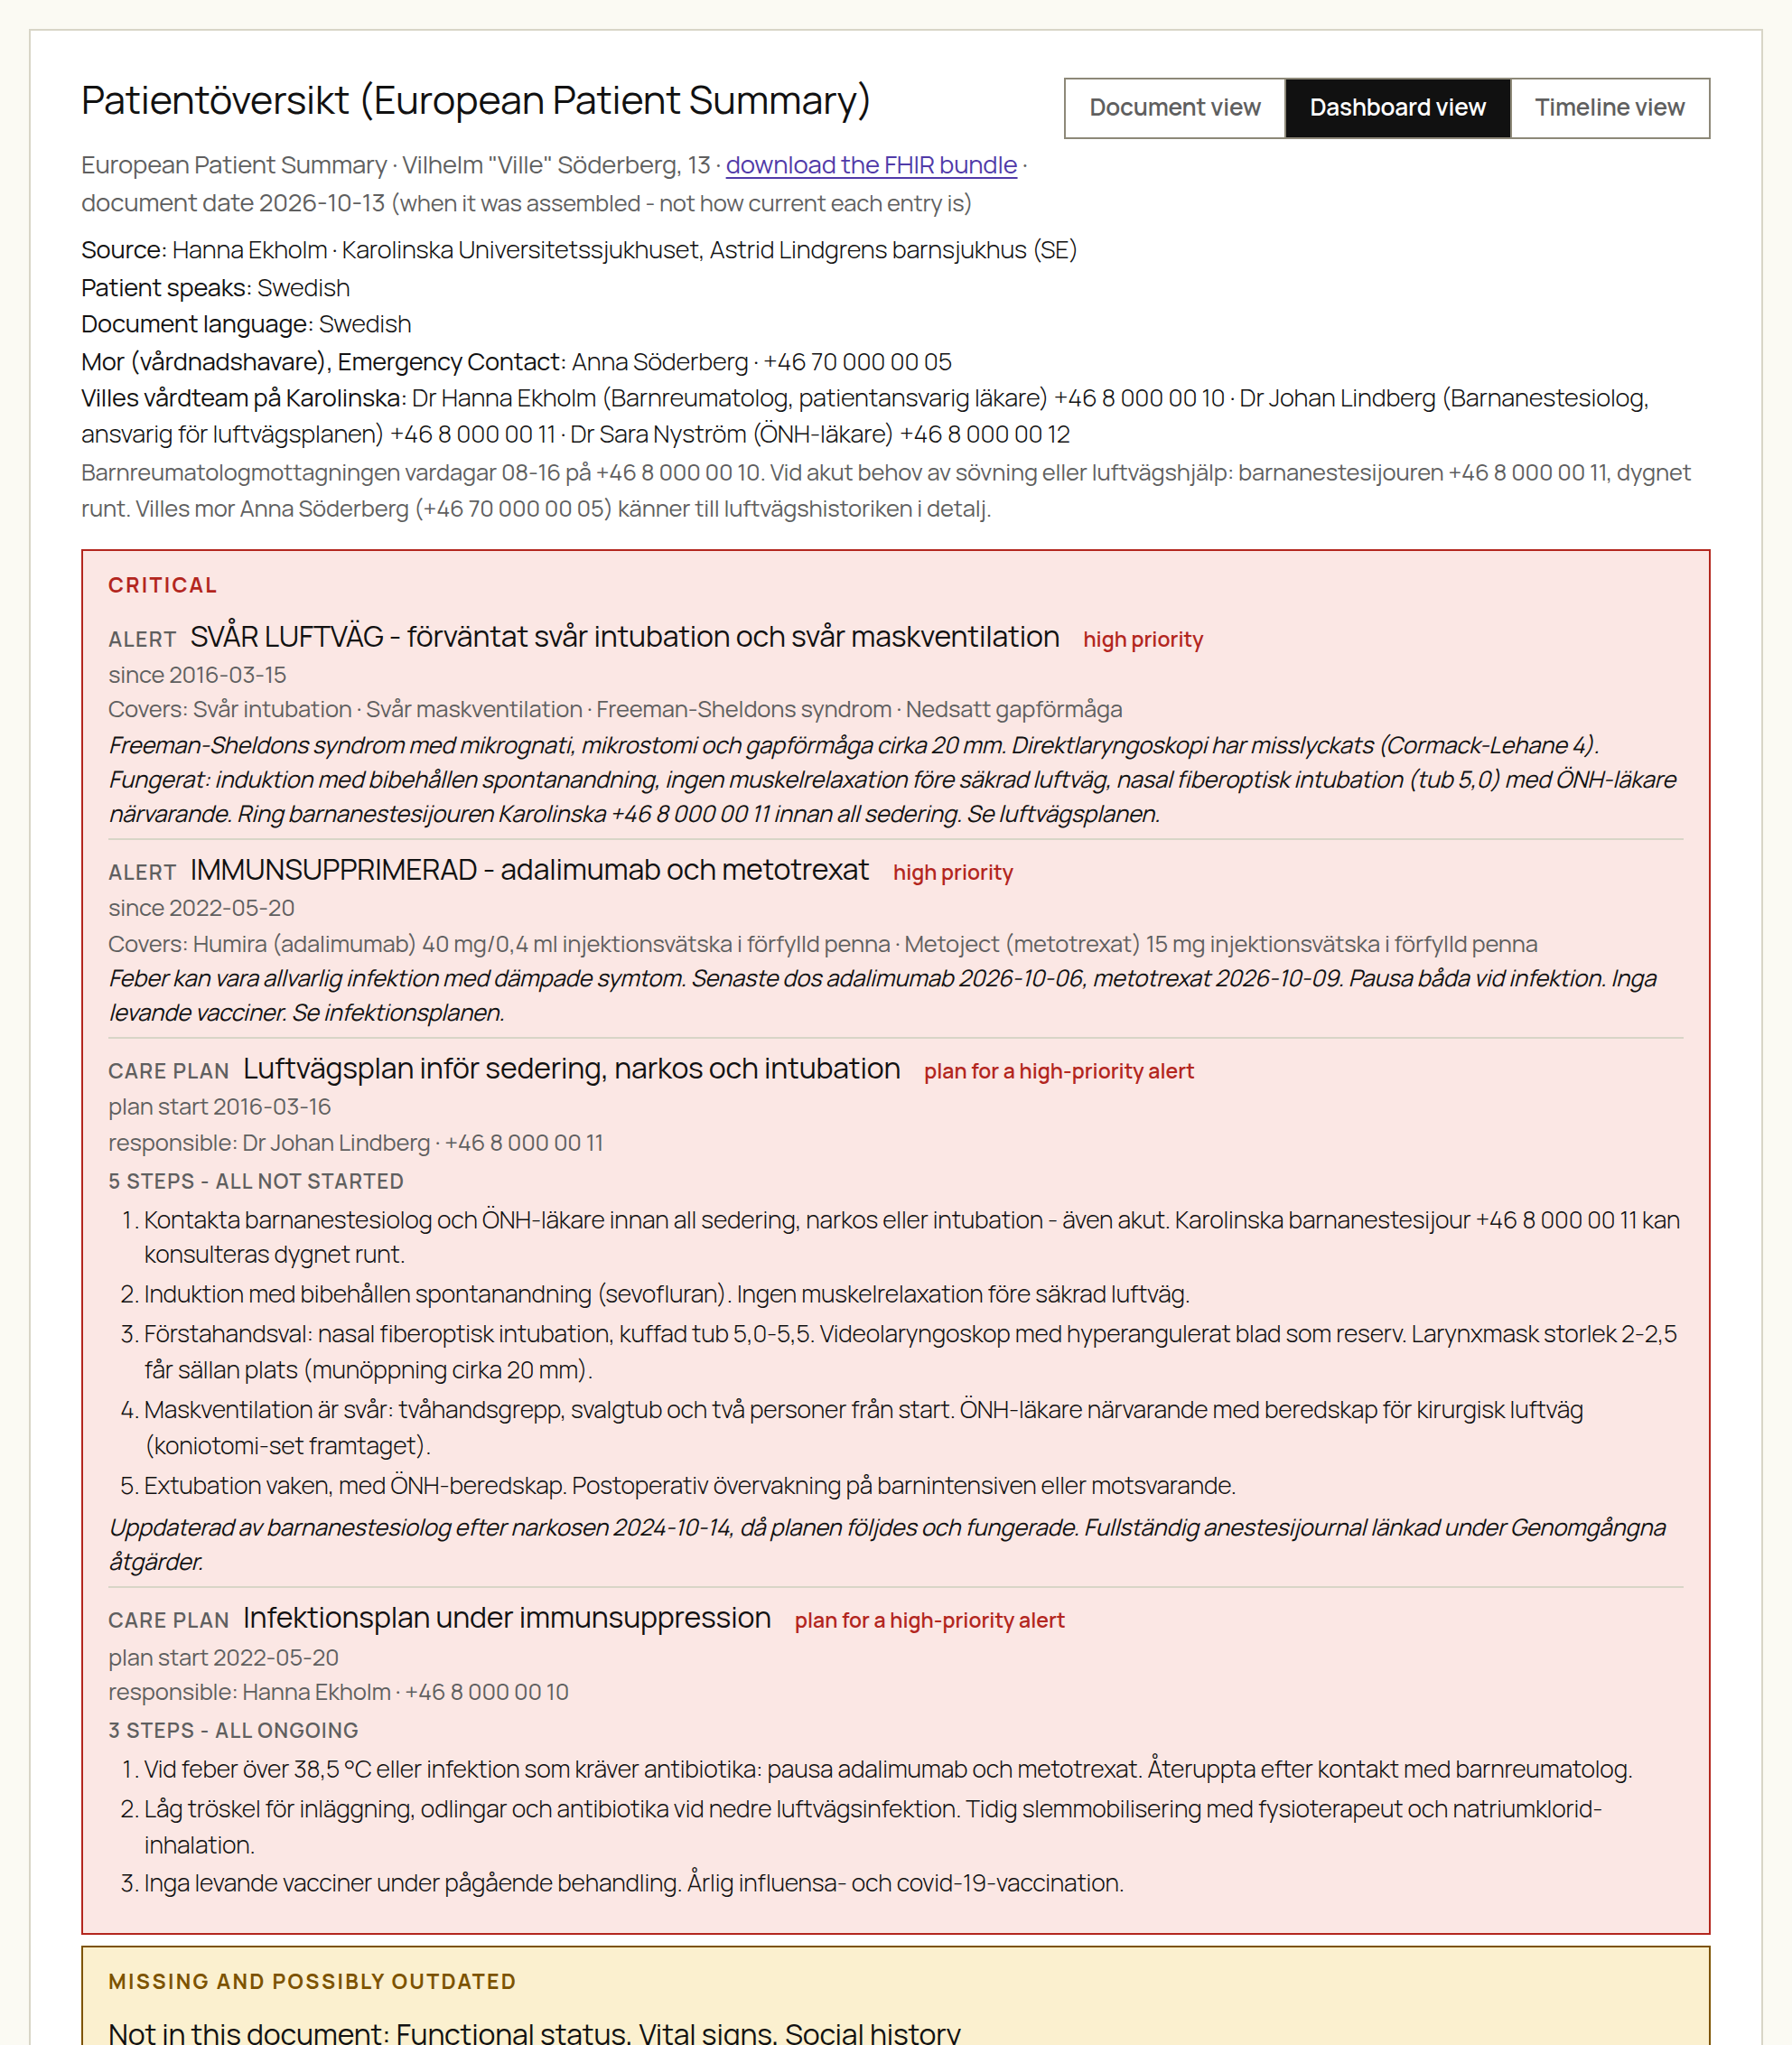 Patientöversikt (European Patient Summary)
Document view
Dashboard view
Timeline view
European Patient Summary · Vilhelm "Ville" Söderberg, 13 · download the FHIR bundle ·
document date 2026-10-13 (when it was assembled - not how current each entry is)
Source: Hanna Ekholm · Karolinska Universitetssjukhuset, Astrid Lindgrens barnsjukhus (SE)
Patient speaks: Swedish
Document language: Swedish
Mor (vårdnadshavare), Emergency Contact: Anna Söderberg · +46 70 000 00 05
Villes vårdteam på Karolinska: Dr Hanna Ekholm (Barnreumatolog, patientansvarig läkare) +46 8 000 00 10 · Dr Johan Lindberg (Barnanestesiolog,
ansvarig för luftvägsplanen) +46 8 000 00 11 · Dr Sara Nyström (ÖNH-läkare) +46 8 000 00 12
Barnreumatologmottagningen vardagar 08-16 på +46 8 000 00 10. Vid akut behov av sövning eller luftvägshjälp: barnanestesijouren +46 8 000 00 11, dygnet
runt. Villes mor Anna Söderberg (+46 70 000 00 05) känner till luftvägshistoriken i detalj.
CRITICAL
ALERT SVÅR LUFTVÄG - förväntat svår intubation och svår maskventilation high priority
since 2016-03-15
Covers: Svår intubation · Svår maskventilation · Freeman-Sheldons syndrom · Nedsatt gapförmåga
Freeman-Sheldons syndrom med mikrognati, mikrostomi och gapförmåga cirka 20 mm. Direktlaryngoskopi har misslyckats (Cormack-Lehane 4).
Fungerat: induktion med bibehållen spontanandning, ingen muskelrelaxation före säkrad luftväg, nasal fiberoptisk intubation (tub 5,0) med ÖNH-läkare
närvarande. Ring barnanestesijouren Karolinska +46 8 000 00 11 innan all sedering. Se luftvägsplanen.
ALERT IMMUNSUPPRIMERAD - adalimumab och metotrexat high priority
since 2022-05-20
Covers: Humira (adalimumab) 40 mg/0,4 ml injektionsvätska i förfylld penna · Metoject (metotrexat) 15 mg injektionsvätska i förfylld penna
Feber kan vara allvarlig infektion med dämpade symtom. Senaste dos adalimumab 2026-10-06, metotrexat 2026-10-09. Pausa båda vid infektion. Inga
levande vacciner. Se infektionsplanen.
CARE PLAN Luftvägsplan inför sedering, narkos och intubation plan for a high-priority alert
plan start 2016-03-16
responsible: Dr Johan Lindberg · +46 8 000 00 11
5 STEPS - ALL NOT STARTED
1. Kontakta barnanestesiolog och ÖNH-läkare innan all sedering, narkos eller intubation - även akut. Karolinska barnanestesijour +46 8 000 00 11 kan
konsulteras dygnet runt.
2. Induktion med bibehållen spontanandning (sevofluran). Ingen muskelrelaxation före säkrad luftväg.
3. Förstahandsval: nasal fiberoptisk intubation, kuffad tub 5,0-5,5. Videolaryngoskop med hyperangulerat blad som reserv. Larynxmask storlek 2-2,5
får sällan plats (munöppning cirka 20 mm).
4. Maskventilation är svår: tvåhandsgrepp, svalgtub och två personer från start. ÖNH-läkare närvarande med beredskap för kirurgisk luftväg
(koniotomi-set framtaget).
5. Extubation vaken, med ÖNH-beredskap. Postoperativ övervakning på barnintensiven eller motsvarande.
Uppdaterad av barnanestesiolog efter narkosen 2024-10-14, då planen följdes och fungerade. Fullständig anestesijournal länkad under Genomgångna
åtgärder.
CARE PLAN Infektionsplan under immunsuppression plan for a high-priority alert
plan start 2022-05-20
responsible: Hanna Ekholm · +46 8 000 00 10
3 STEPS - ALL ONGOING
1. Vid feber över 38,5 °C eller infektion som kräver antibiotika: pausa adalimumab och metotrexat. Återuppta efter kontakt med barnreumatolog.
2. Låg tröskel för inläggning, odlingar och antibiotika vid nedre luftvägsinfektion. Tidig slemmobilisering med fysioterapeut och natriumklorid-
inhalation.
3. Inga levande vacciner under pågående behandling. Årlig influensa- och covid-19-vaccination.
MISSING AND POSSIBLY OUTDATED
Not in this document: Functional status, Vital signs, Social history